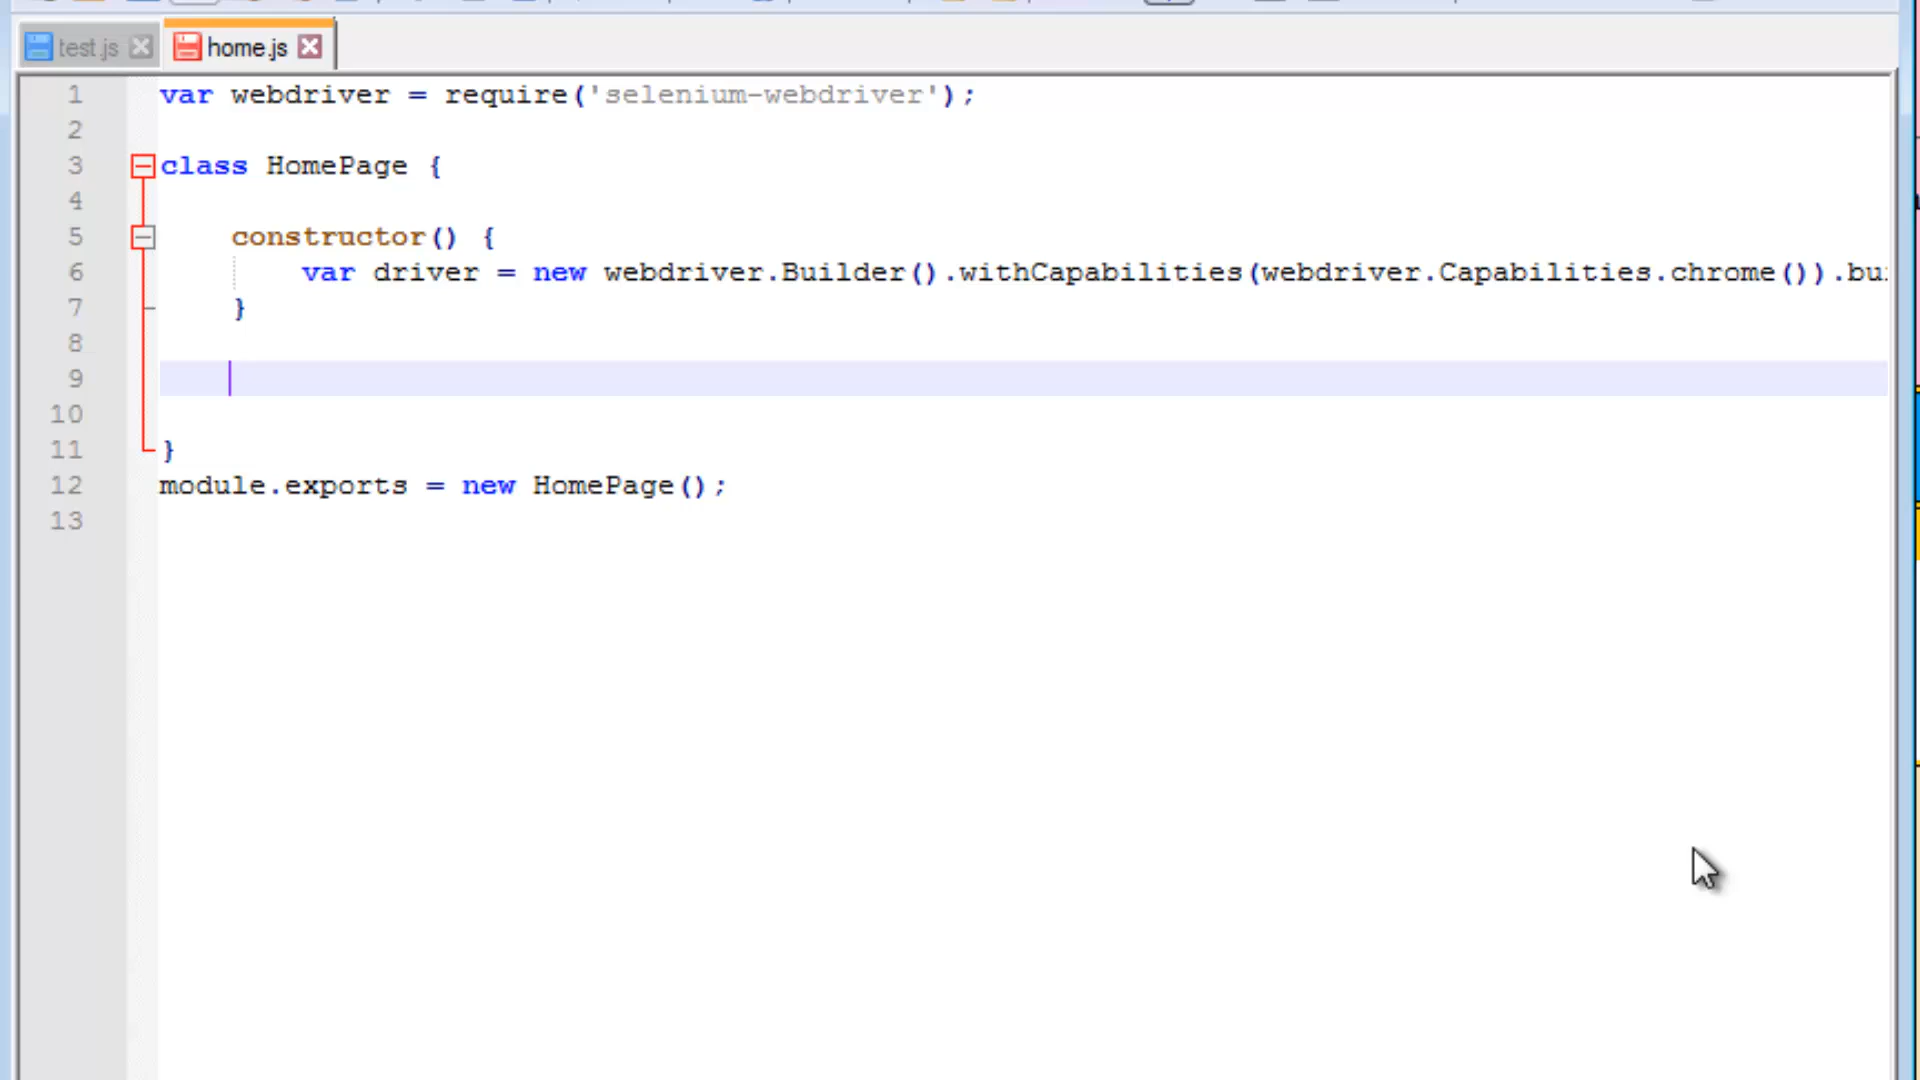 test.js
home.js
1 var webdriver = require('selenium-webdriver');
2
3 class HomePage {
4
5 constructor() {
6 var driver = new webdriver.Builder().withCapabilities(webdriver.Capabilities.chrome()).bu
7 }
8
9
10
11 }
12 module.exports = new HomePage();
13